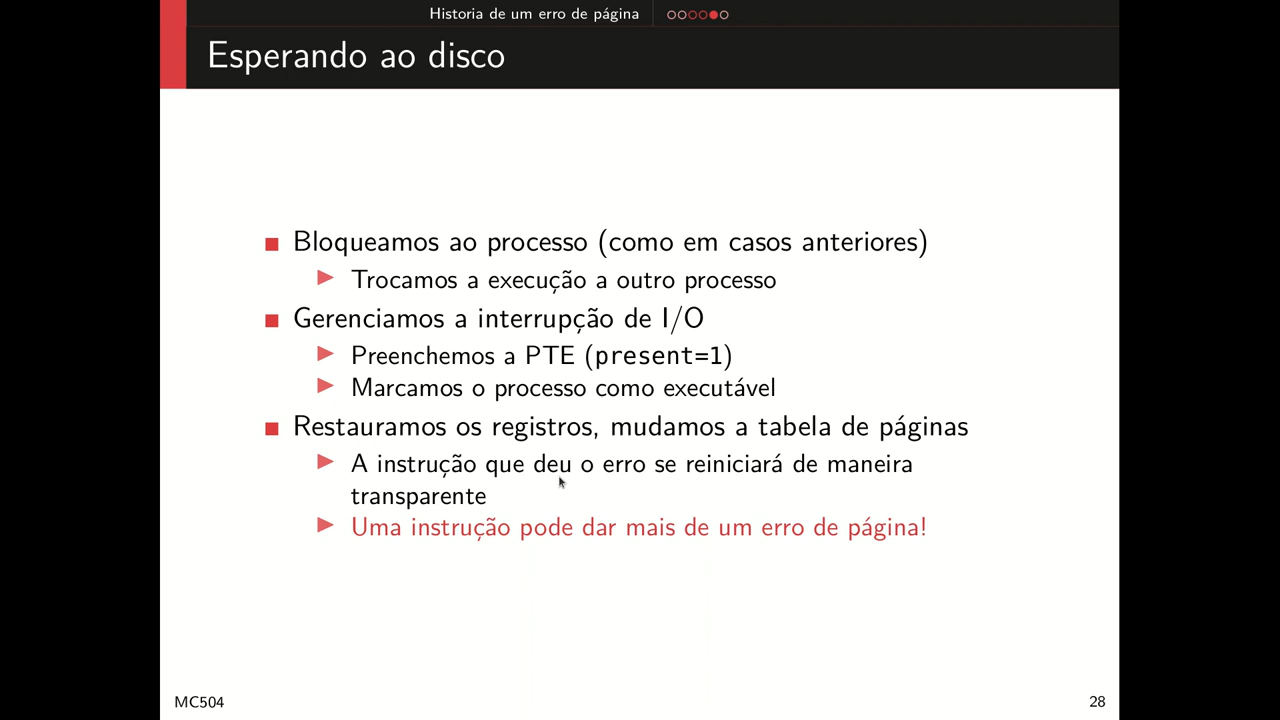 Historia de um erro de página
Esperando ao disco
Bloqueamos ao processo (como em casos anteriores)
Trocamos a execução a outro processo
Gerenciamos a interrupção de I/O
Preenchemos a PTE (present=1)
Marcamos o processo como executável
Restauramos os registros, mudamos a tabela de páginas
A instrução que deu o erro se reiniciará de maneira
transparente
Uma instrução pode dar mais de um erro de página!
MC504
28